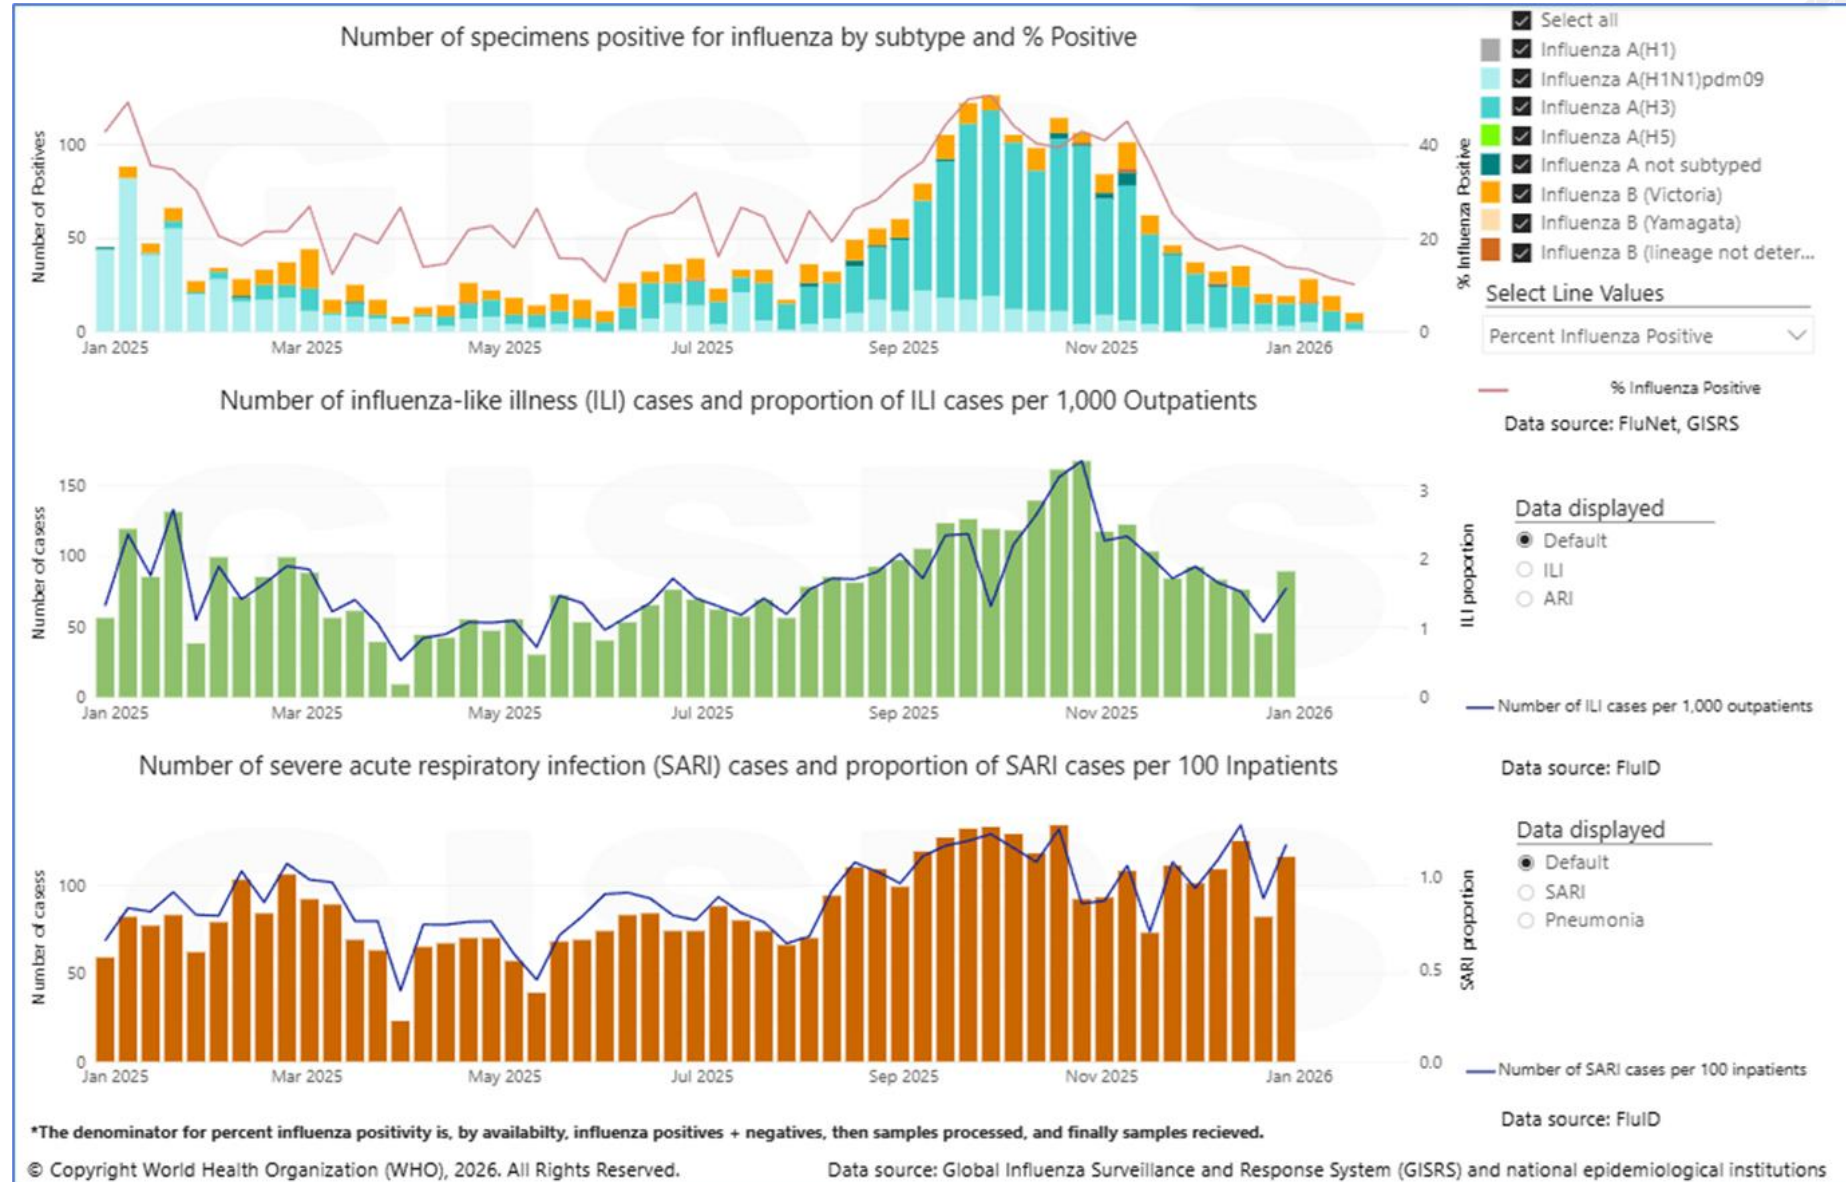 Number of specimens positive for influenza by subtype and % Positive
Number of Positives
100
50
0
40
20
0
% Influenza Positive
Jan 2025
Mar 2025
May 2025
Jul 2025
Sep 2025
Nov 2025
Jan 2026
Select all
Influenza A(H1)
Influenza A(H1N1)pdm09
Influenza A(H3)
Influenza A(H5)
Influenza A not subtyped
Influenza B (Victoria)
Influenza B (Yamagata)
Influenza B (lineage not deter...
Select Line Values
Percent Influenza Positive
% Influenza Positive
Data source: FluNet, GISRS
Number of influenza-like illness (ILI) cases and proportion of ILI cases per 1,000 Outpatients
Number of casess
150
100
50
0
3
2
1
0
ILI proportion
Jan 2025
Mar 2025
May 2025
Jul 2025
Sep 2025
Nov 2025
Jan 2026
Data displayed
Default
ILI
ARI
Number of ILI cases per 1,000 outpatients
Data source: FluID
Number of severe acute respiratory infection (SARI) cases and proportion of SARI cases per 100 Inpatients
Number of casess
100
50
0
1.0
0.5
0.0
SARI proportion
Jan 2025
Mar 2025
May 2025
Jul 2025
Sep 2025
Nov 2025
Jan 2026
Data displayed
Default
SARI
Pneumonia
Number of SARI cases per 100 inpatients
Data source: FluID
*The denominator for percent influenza positivity is, by availabilty, influenza positives + negatives, then samples processed, and finally samples recieved.
© Copyright World Health Organization (WHO), 2026. All Rights Reserved.
Data source: Global Influenza Surveillance and Response System (GISRS) and national epidemiological institutions
GISRS
GISRS
GISRS